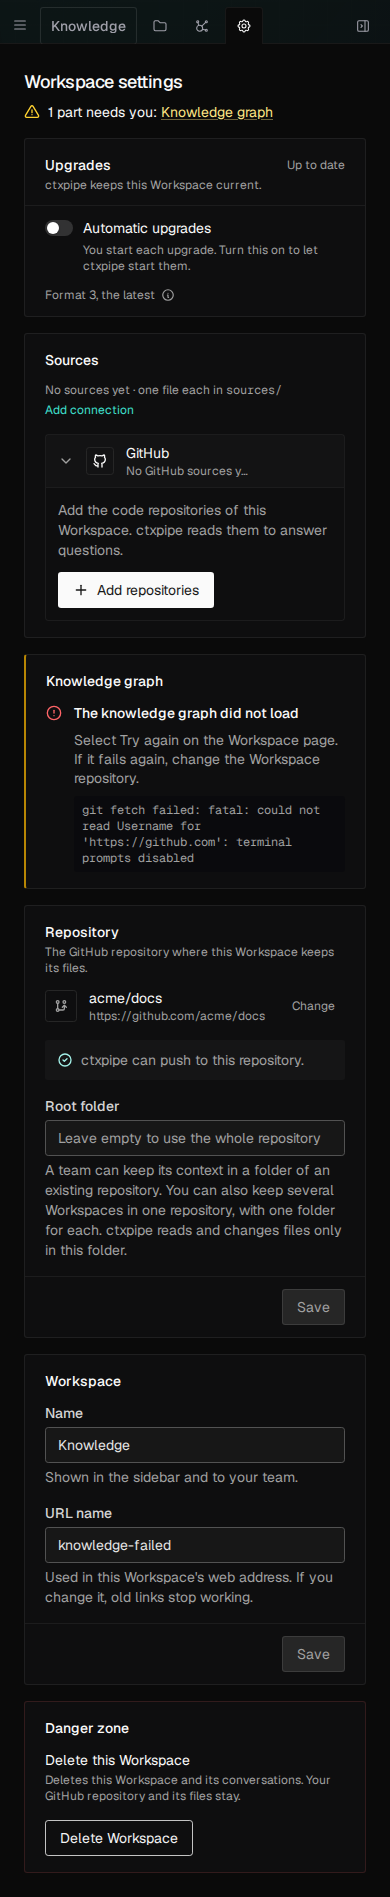 Knowledge
Workspace settings
1 part needs you: Knowledge graph
Upgrades
Up to date
ctxpipe keeps this Workspace current.
Automatic upgrades
You start each upgrade. Turn this on to let
ctxpipe start them.
Format 3, the latest
Sources
No sources yet · one file each in sources/
Add connection
GitHub
No GitHub sources y…
Add the code repositories of this
Workspace. ctxpipe reads them to answer
questions.
Add repositories
Knowledge graph
The knowledge graph did not load
Select Try again on the Workspace page.
If it fails again, change the Workspace
repository.
git fetch failed: fatal: could not
read Username for
'https://github.com': terminal
prompts disabled
Repository
The GitHub repository where this Workspace keeps
its files.
acme/docs
https://github.com/acme/docs
Change
ctxpipe can push to this repository.
Root folder
Leave empty to use the whole repository
A team can keep its context in a folder of an
existing repository. You can also keep several
Workspaces in one repository, with one folder
for each. ctxpipe reads and changes files only
in this folder.
Save
Workspace
Name
Knowledge
Shown in the sidebar and to your team.
URL name
knowledge-failed
Used in this Workspace's web address. If you
change it, old links stop working.
Save
Danger zone
Delete this Workspace
Deletes this Workspace and its conversations. Your
GitHub repository and its files stay.
Delete Workspace